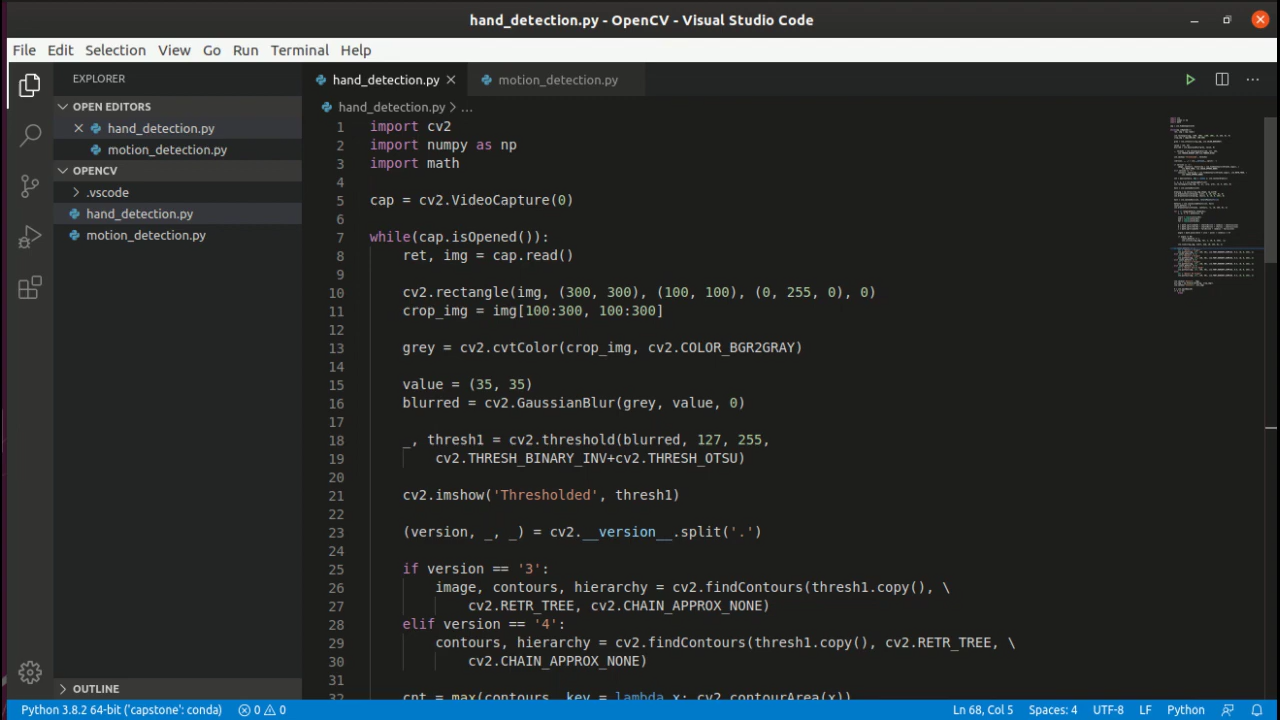 hand_detection.py - OpenCV - Visual Studio Code
File Edit Selection View Go Run Terminal Help
EXPLORER
OPEN EDITORS
hand_detection.py
motion_detection.py
OPENCV
.vscode
hand_detection.py
motion_detection.py
OUTLINE
hand_detection.py motion_detection.py
hand_detection.py > ...
1 import cv2
2 import numpy as np
3 import math
4
5 cap = cv2.VideoCapture(0)
6
7 while(cap.isOpened()):
8 ret, img = cap.read()
9
10 cv2.rectangle(img, (300, 300), (100, 100), (0, 255, 0), 0)
11 crop_img = img[100:300, 100:300]
12
13 grey = cv2.cvtColor(crop_img, cv2.COLOR_BGR2GRAY)
14
15 value = (35, 35)
16 blurred = cv2.GaussianBlur(grey, value, 0)
17
18 _, thresh1 = cv2.threshold(blurred, 127, 255,
19 cv2.THRESH_BINARY_INV+cv2.THRESH_OTSU)
20
21 cv2.imshow('Thresholded', thresh1)
22
23 (version, _, _) = cv2.__version__.split('.')
24
25 if version == '3':
26 image, contours, hierarchy = cv2.findContours(thresh1.copy(), \
27 cv2.RETR_TREE, cv2.CHAIN_APPROX_NONE)
28 elif version == '4':
29 contours, hierarchy = cv2.findContours(thresh1.copy(), cv2.RETR_TREE, \
30 cv2.CHAIN_APPROX_NONE)
31
32 cnt = max(contours, key = lambda x: cv2.contourArea(x))
Python 3.8.2 64-bit ('capstone': conda) 0 0 Ln 68, Col 5 Spaces: 4 UTF-8 LF Python